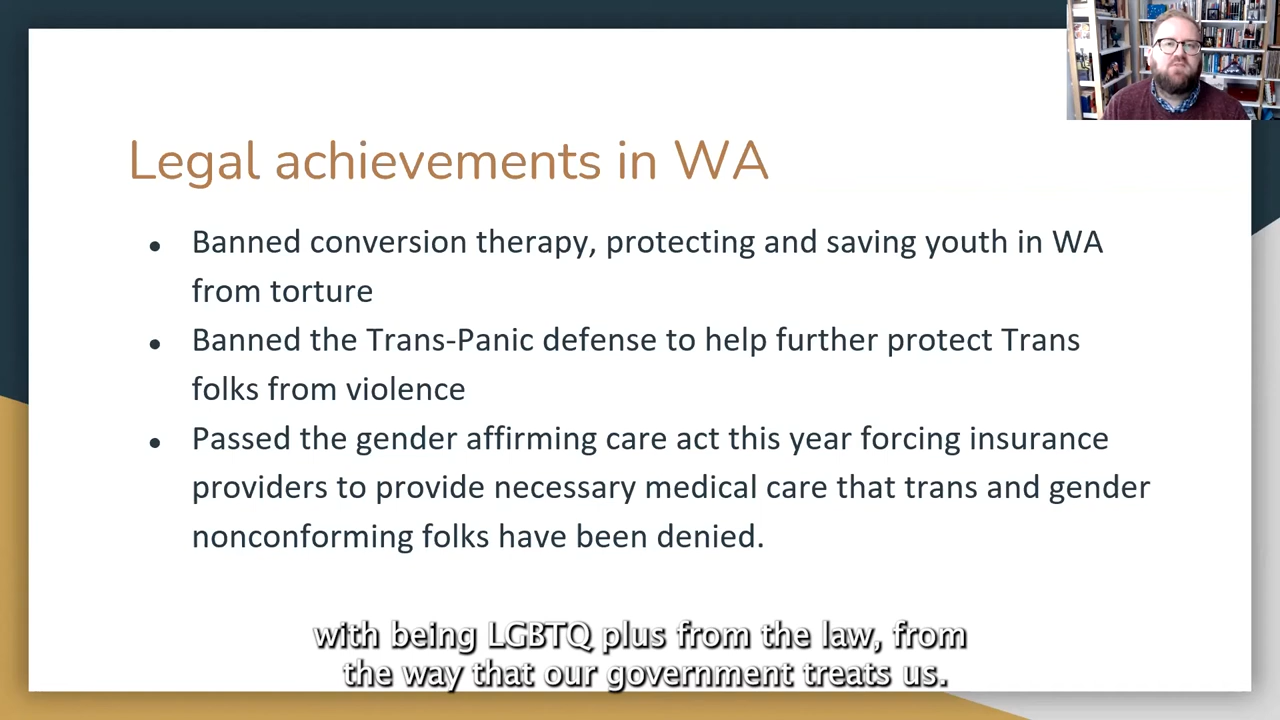 Legal achievements in WA
● Banned conversion therapy, protecting and saving youth in WA
from torture
● Banned the Trans-Panic defense to help further protect Trans
folks from violence
● Passed the gender affirming care act this year forcing insurance
providers to provide necessary medical care that trans and gender
nonconforming folks have been denied.
with being LGBTQ plus from the law, from
the way that our government treats us.